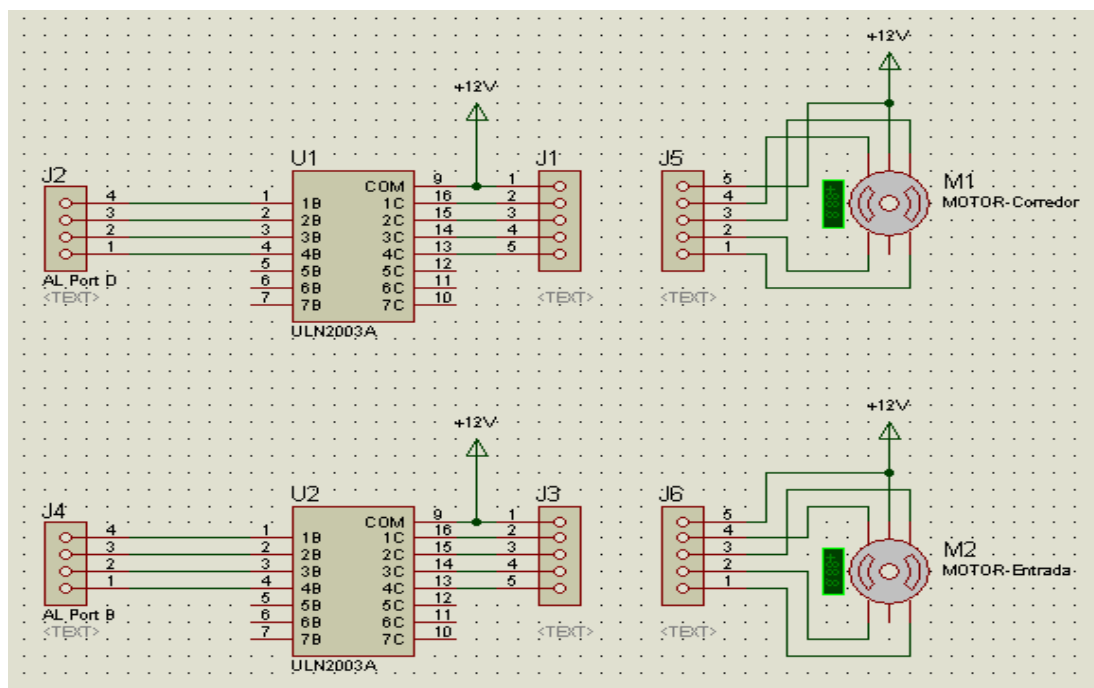 +12V
+12V
J2
U1
J1
J5
M1
MOTOR-Corredor
4
3
2
1
1
2
3
4
5
6
7
1B
2B
3B
4B
5B
6B
7B
COM
1C
2C
3C
4C
5C
6C
7C
9
16
15
14
13
12
11
10
1
2
3
4
5
5
4
3
2
1
AL Port D
<TEXT>
ULN2003A
<TEXT>
<TEXT>
+12V
+12V
J4
U2
J3
J6
M2
MOTOR-Entrada
4
3
2
1
1
2
3
4
5
6
7
1B
2B
3B
4B
5B
6B
7B
COM
1C
2C
3C
4C
5C
6C
7C
9
16
15
14
13
12
11
10
1
2
3
4
5
5
4
3
2
1
AL Port B
<TEXT>
ULN2003A
<TEXT>
<TEXT>